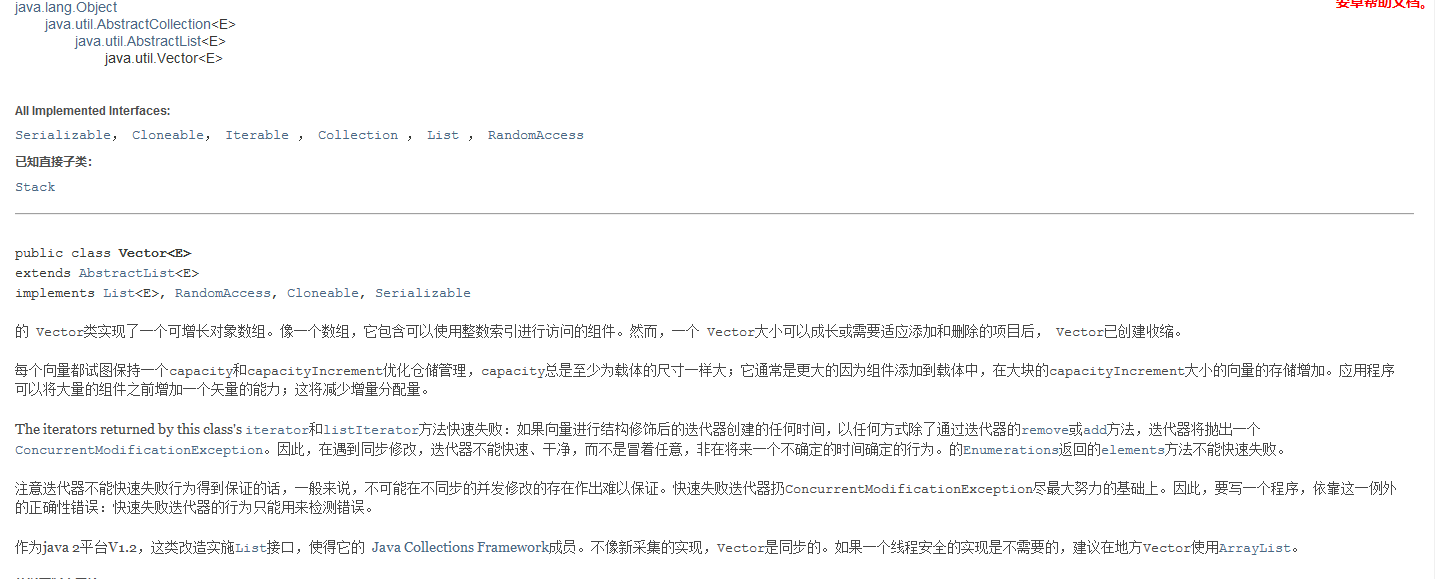 java.lang.Object
安卓帮助文档。
java.util.AbstractCollection<E>
java.util.AbstractList<E>
java.util.Vector<E>
All Implemented Interfaces:
Serializable, Cloneable, Iterable , Collection , List , RandomAccess
已知直接子类:
Stack
public class Vector<E>
extends AbstractList<E>
implements List<E>, RandomAccess, Cloneable, Serializable
的 Vector类实现了一个可增长对象数组。像一个数组，它包含可以使用整数索引进行访问的组件。然而，一个 Vector大小可以成长或需要适应添加和删除的项目后， Vector已创建收缩。
每个向量都试图保持一个capacity和capacityIncrement优化仓储管理，capacity总是至少为载体的尺寸一样大；它通常是更大的因为组件添加到载体中，在大块的capacityIncrement大小的向量的存储增加。应用程序
可以将大量的组件之前增加一个矢量的能力；这将减少增量分配量。
The iterators returned by this class's iterator和listIterator方法快速失败：如果向量进行结构修饰后的迭代器创建的任何时间，以任何方式除了通过迭代器的remove或add方法，迭代器将抛出一个
ConcurrentModificationException。因此，在遇到同步修改，迭代器不能快速、干净，而不是冒着任意，非在将来一个不确定的时间确定的行为。的Enumerations返回的elements方法不能快速失败。
注意迭代器不能快速失败行为得到保证的话，一般来说，不可能在不同步的并发修改的存在作出难以保证。快速失败迭代器扔ConcurrentModificationException尽最大努力的基础上。因此，要写一个程序，依靠这一例外
的正确性错误：快速失败迭代器的行为只能用来检测错误。
作为java 2平台V1.2，这类改造实施List接口，使得它的 Java Collections Framework成员。不像新采集的实现，Vector是同步的。如果一个线程安全的实现是不需要的，建议在地方Vector使用ArrayList。